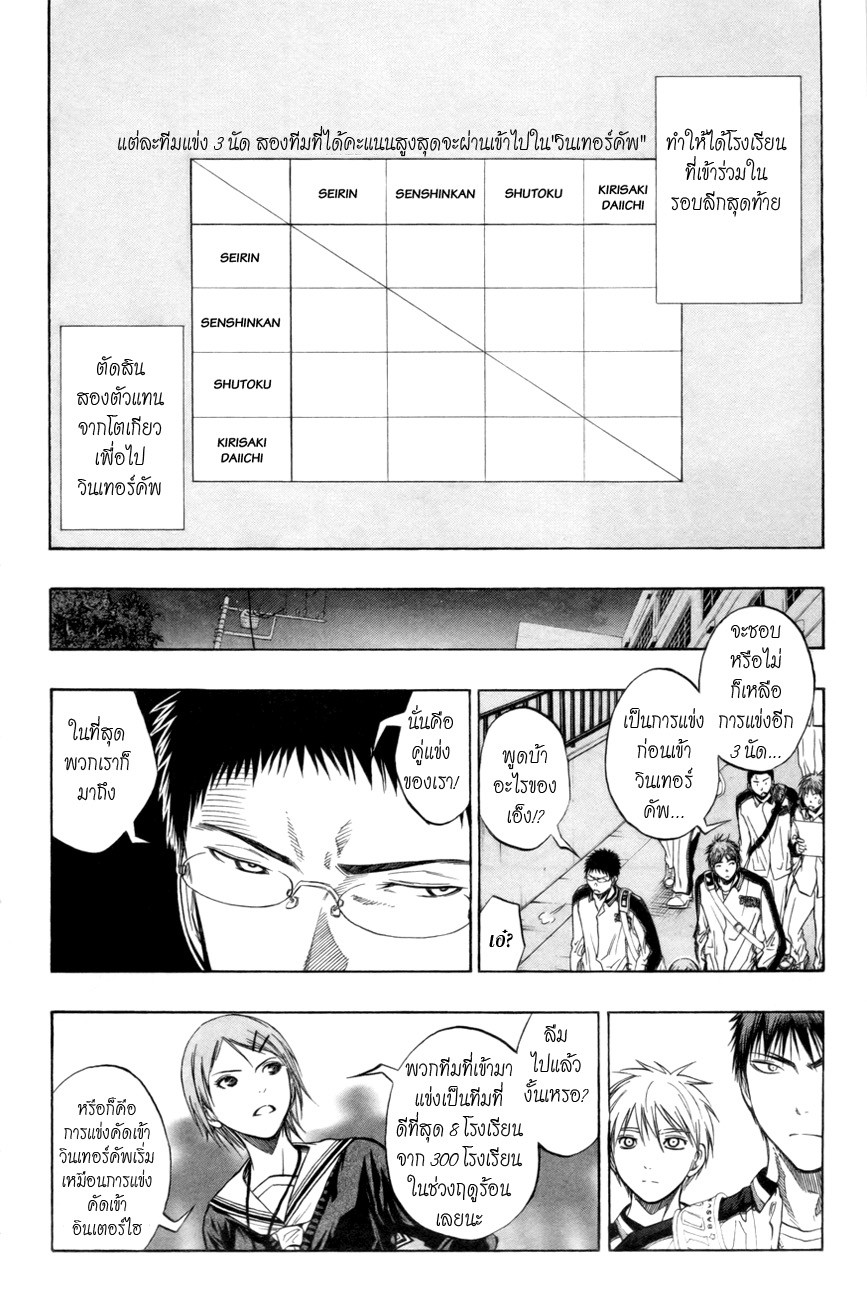 ทำให้ได้โรงเรียน
ที่เข้าร่วมใน
รอบลีกสุดท้าย
แต่ละทีมแข่ง 3 นัด สองทีมที่ได้คะแนนสูงสุดจะผ่านเข้าไปใน"วินเทอร์คัพ"
SEIRIN SENSHINKAN SHUTOKU KIRISAKI
DAIICHI
SEIRIN
SENSHINKAN
SHUTOKU
KIRISAKI
DAIICHI
ตัดสิน
สองตัวแทน
จากโตเกียว
เพื่อไป
วินเทอร์คัพ
จะชอบ
หรือไม่
ก็เหลือ
การแข่งอีก
3 นัด...
เป็นการแข่ง
ก่อนเข้า
วินเทอร์
คัพ...
พูดบ้า
อะไรของ
เอ็ง!?
เอ๋?
นั่นคือ
คู่แข่ง
ของเรา!
ในที่สุด
พวกเราก็
มาถึง
ลืม
ไปแล้ว
งั้นเหรอ?
พวกทีมที่เข้ามา
แข่งเป็นทีมที่
ดีที่สุด 8 โรงเรียน
จาก 300 โรงเรียน
ในช่วงฤดูร้อน
เลยนะ
หรือก็คือ
การแข่งคัดเข้า
วินเทอร์คัพเริ่ม
เหมือนการแข่ง
คัดเข้า
อินเตอร์ไฮ